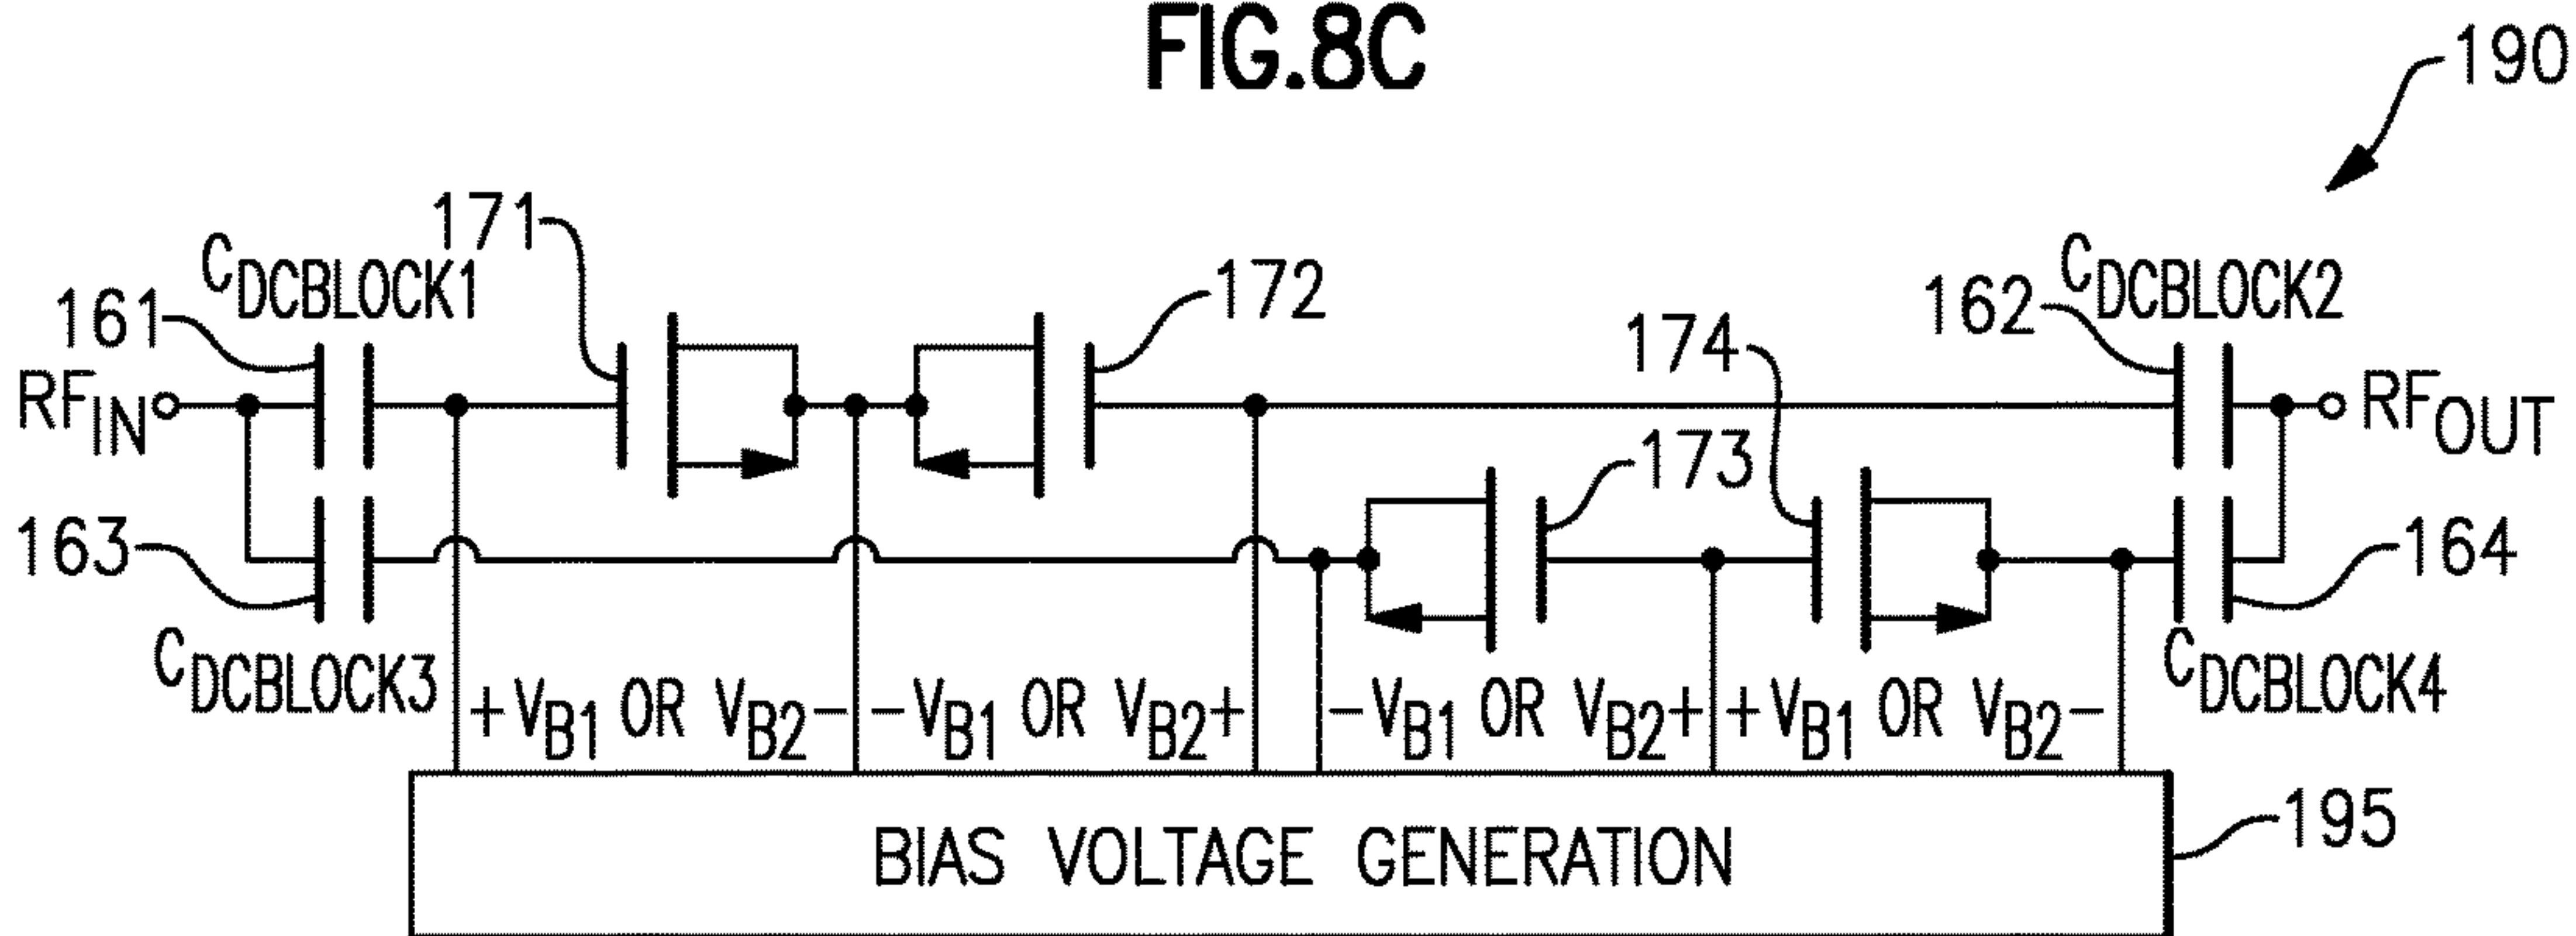 FIG.8C
190
171
CDCBLOCK1
172
CDCBLOCK2
161
162
174
RFIN
RFOUT
173
163
164
CDCBLOCK3
CDCBLOCK4
+VB1 OR VB2- -VB1 OR VB2+ -VB1 OR VB2+ +VB1 OR VB2-
BIAS VOLTAGE GENERATION
195